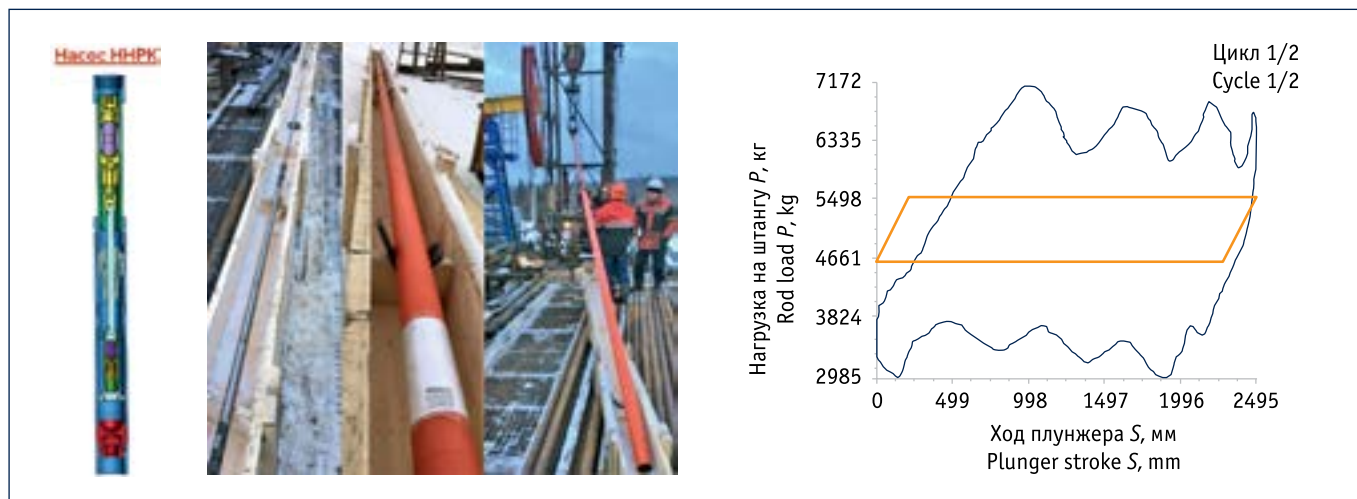 Насос ННРК
Цикл 1/2
Cycle 1/2
7172
6335
5498
4661
3824
2985
Нагрузка на штангу P, кг
Rod load P, kg
0 499 998 1497 1996 2495
Ход плунжера S, мм
Plunger stroke S, mm